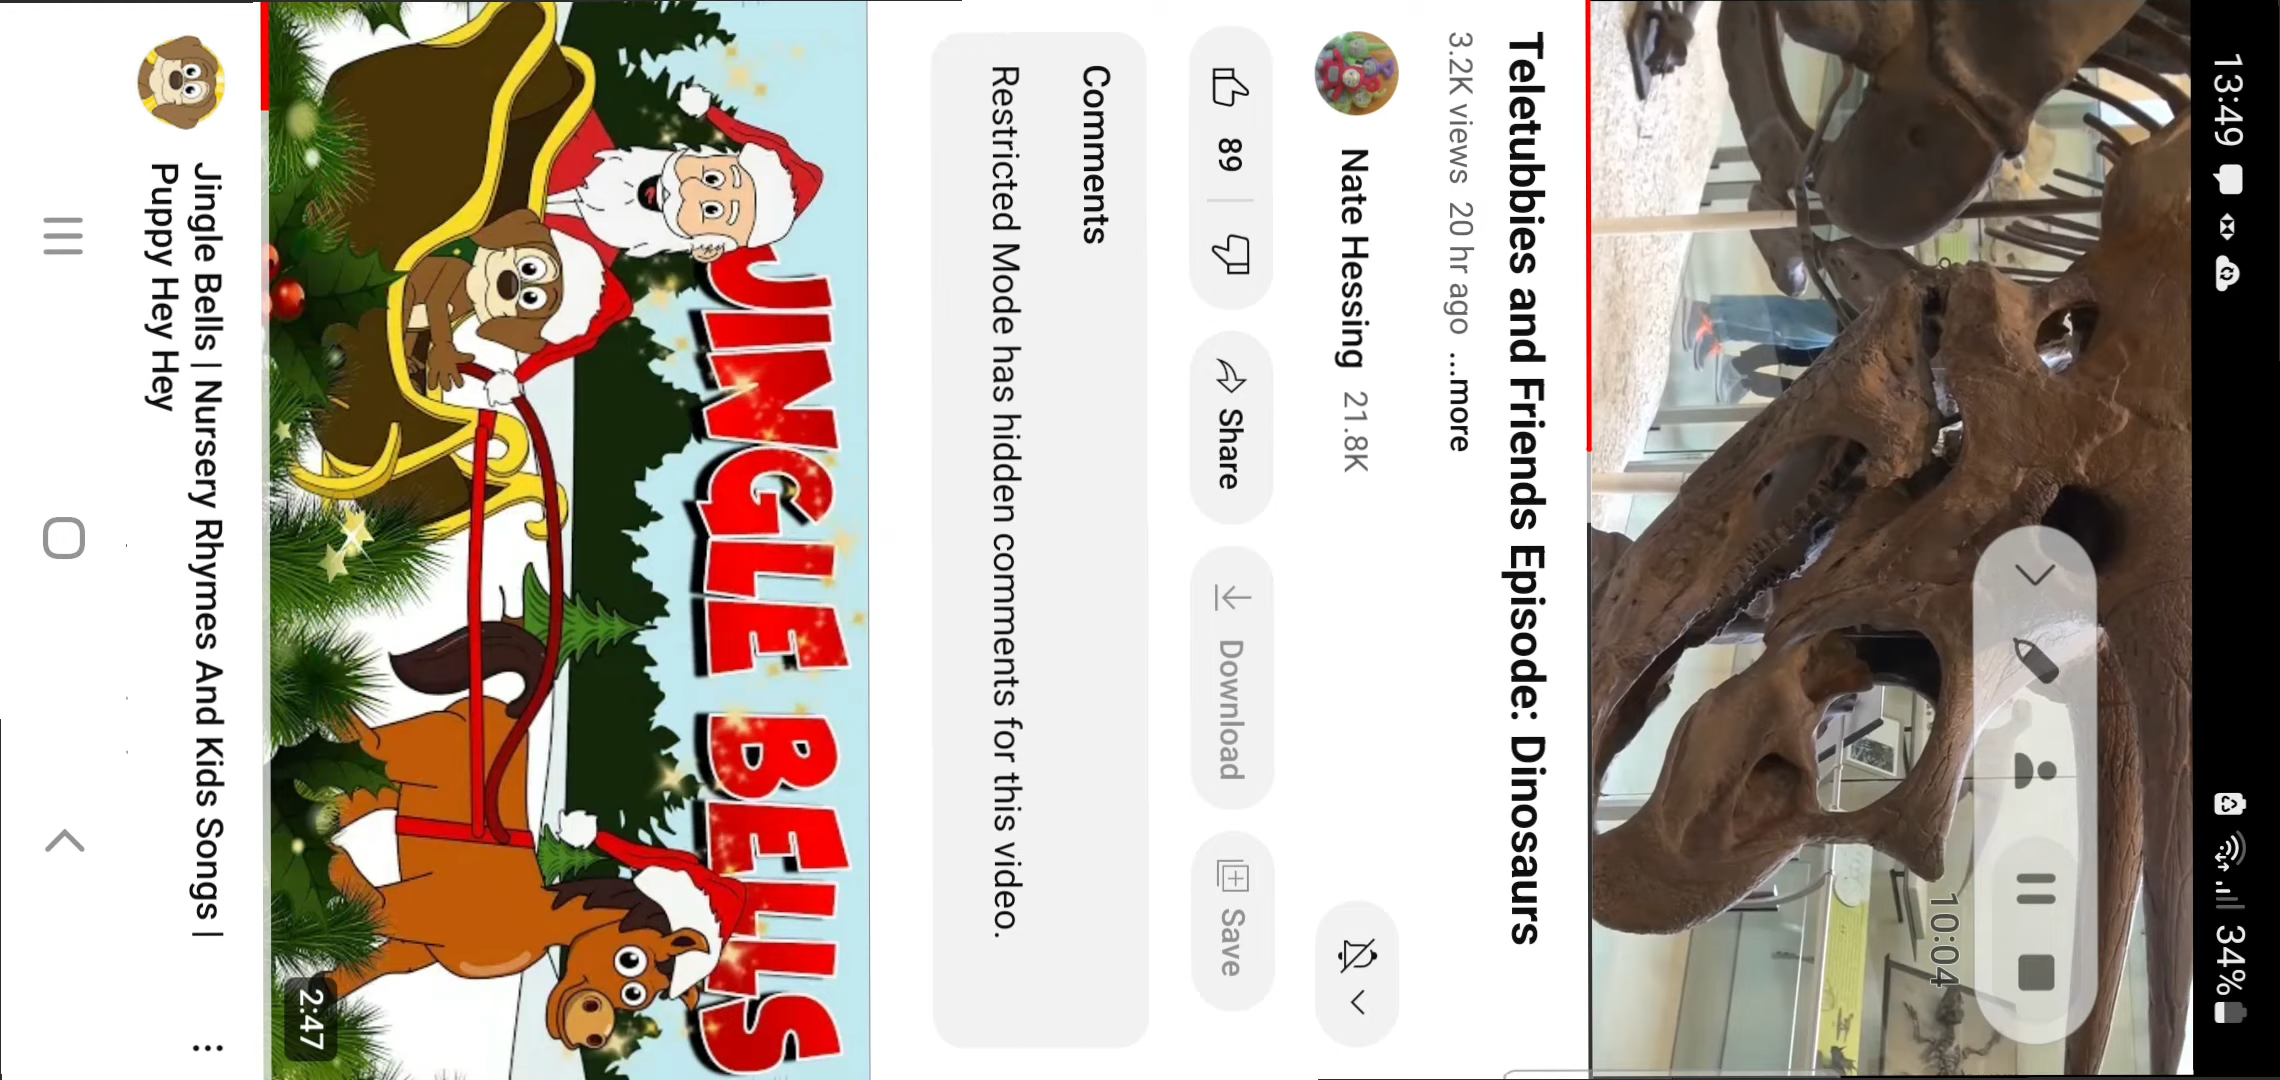 13:49
34%
10:04
Teletubbies and Friends Episode: Dinosaurs
3.2K views 20 hr ago ...more
Nate Hessing 21.8K
89
Share
Download
Save
Comments
Restricted Mode has hidden comments for this video.
JINGLE BELLS
2:47
Jingle Bells | Nursery Rhymes And Kids Songs |
Puppy Hey Hey